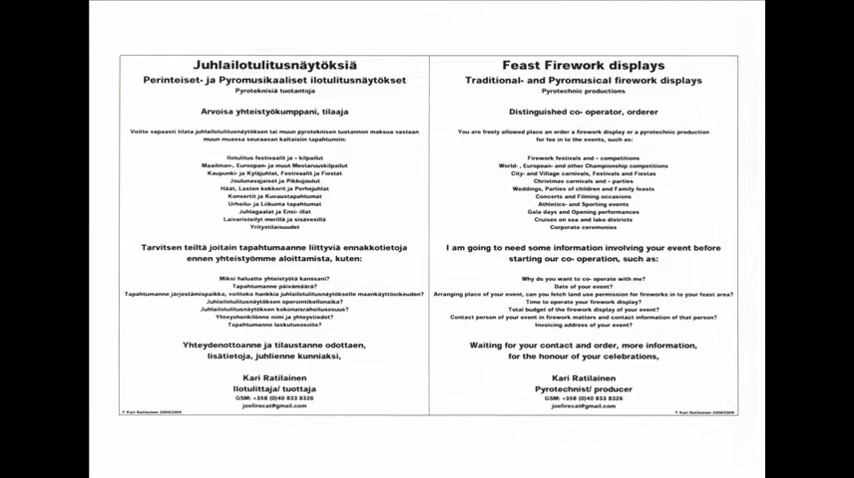 Juhlailotulitusnäytöksiä
Perinteiset- ja Pyromusikaaliset ilotulitusnäytökset
Pyroteknisiä tuotantoja
Arvoisa yhteistyökumppani, tilaaja
Voitte vapaasti tilata juhlailotulitusnäytöksen tai muun pyroteknisen tuotannon maksua vastaan
muun muassa seuraavan kaltaisiin tapahtumiin:
Ilotulitus festivaalit ja – kilpailut
Maailman-, Euroopan- ja muut Mestaruuskilpailut
Kaupunki- ja Kyläjuhlat, Festivaalit ja Fiestat
Joulunavajaiset ja Pikkujoulut
Häät, Lasten kekkerit ja Perhejuhlat
Konsertit ja Kuvaustapahtumat
Urheilu- ja Liikunta tapahtumat
Juhlagaalat ja Ensi- illat
Laivaristeilyt merillä ja sisävesillä
Yritystilaisuudet
Tarvitsen teiltä joitain tapahtumaanne liittyviä ennakkotietoja
ennen yhteistyömme aloittamista, kuten:
Miksi haluatte yhteistyötä kanssani?
Tapahtumanne päivämäärä?
Tapahtumanne järjestämispaikka, voitteko hankkia juhlailotulitusnäytökselle maankäyttöoikeuden?
Juhlailotulitusnäytöksen operointikellonaika?
Juhlailotulitusnäytöksen kokonaisrahoitusosuus?
Yhteyshenkilönne nimi ja yhteystiedot?
Tapahtumanne laskutusosoite?
Yhteydenottoanne ja tilaustanne odottaen,
lisätietoja, juhlienne kunniaksi,
Kari Ratilainen
Ilotulittaja/ tuottaja
GSM: +358 (0)40 833 8326
joefirecat@gmail.com
© Kari Ratilainen 2006/2008
Feast Firework displays
Traditional- and Pyromusical firework displays
Pyrotechnic productions
Distinguished co- operator, orderer
You are freely allowed place an order a firework display or a pyrotechnic production
for fee in to the events, such as:
Firework festivals and – competitions
World- , European- and other Championship competitions
City- and Village carnivals, Festivals and Fiestas
Christmas carnivals and – parties
Weddings, Parties of children and Family feasts
Concerts and Filming occasions
Athletics- and Sporting events
Gala days and Opening performances
Cruises on sea and lake districts
Corporate ceremonies
I am going to need some information involving your event before
starting our co- operation, such as:
Why do you want to co- operate with me?
Date of your event?
Arranging place of your event, can you fetch land use permission for fireworks in to your feast area?
Time to operate your firework display?
Total budget of the firework display of your event?
Contact person of your event in firework matters and contact information of that person?
Invoicing address of your event?
Waiting for your contact and order, more information,
for the honour of your celebrations,
Kari Ratilainen
Pyrotechnist/ producer
GSM: +358 (0)40 833 8326
joefirecat@gmail.com
© Kari Ratilainen 2006/2008